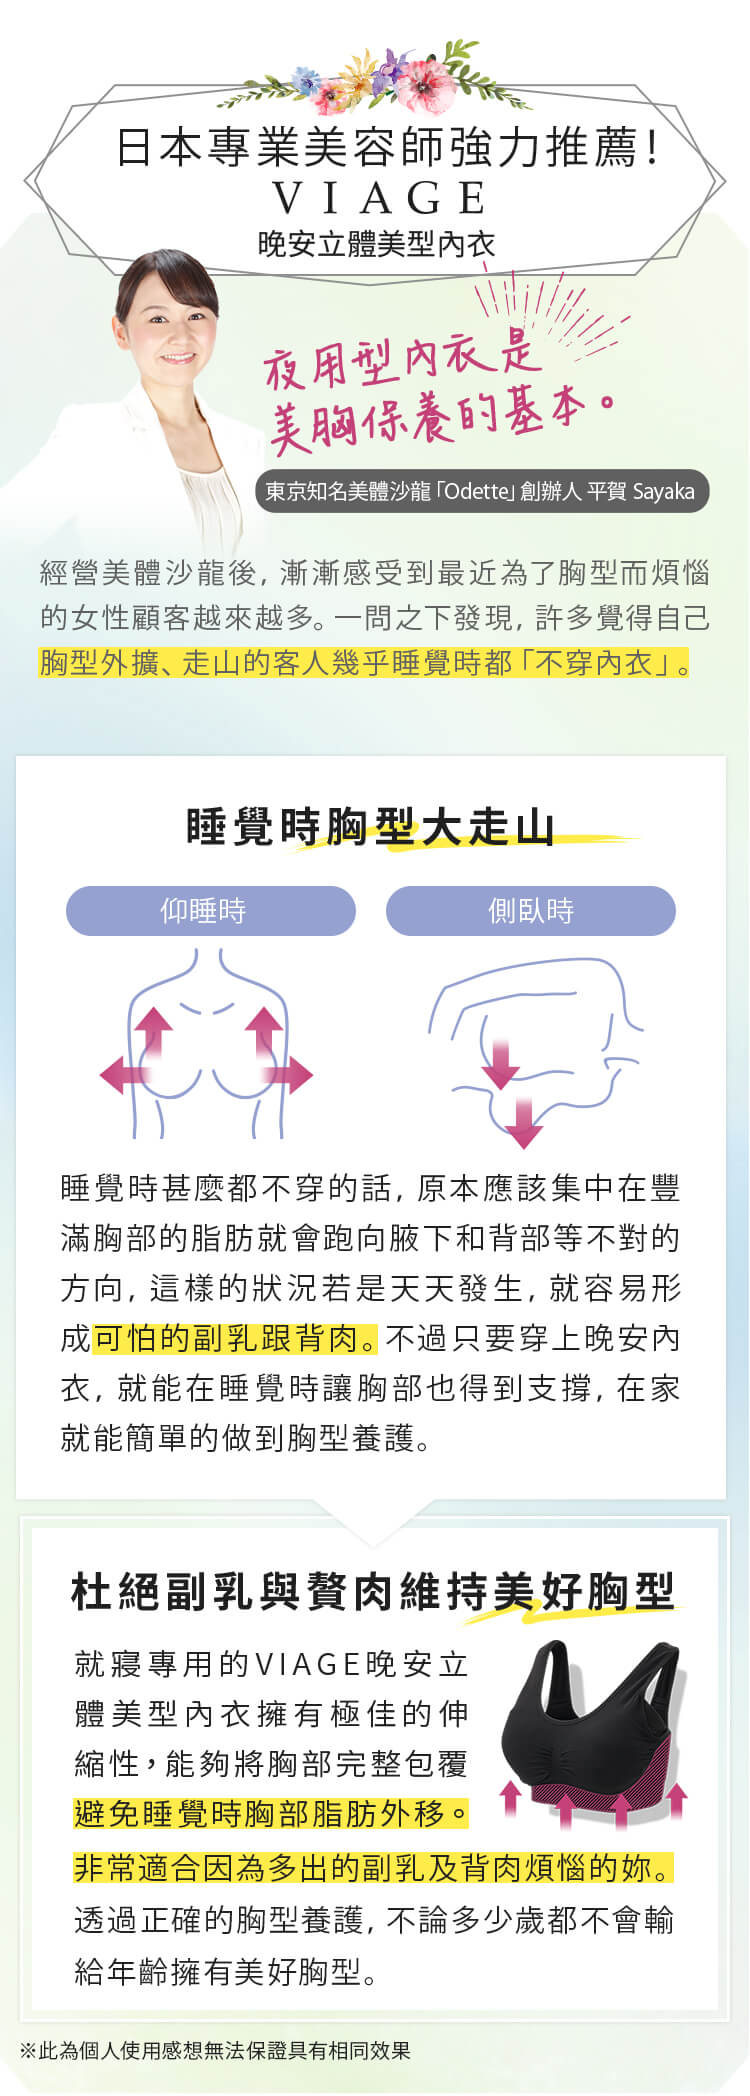 日本專業美容師強力推薦!
VIAGE
晚安立體美型內衣
夜用型內衣是
美胸保養的基本。
東京知名美體沙龍「Odette」創辦人 平賀 Sayaka
經營美體沙龍後, 漸漸感受到最近為了胸型而煩惱
的女性顧客越來越多。一問之下發現, 許多覺得自己
胸型外擴、走山的客人幾乎睡覺時都「不穿內衣」。
睡覺時胸型大走山
仰睡時
側臥時
睡覺時甚麼都不穿的話, 原本應該集中在豐
滿胸部的脂肪就會跑向腋下和背部等不對的
方向, 這樣的狀況若是天天發生, 就容易形
成可怕的副乳跟背肉。不過只要穿上晚安內
衣, 就能在睡覺時讓胸部也得到支撐, 在家
就能簡單的做到胸型養護。
杜絕副乳與贅肉維持美好胸型
就寢專用的VIAGE晚安立
體美型內衣擁有極佳的伸
縮性，能夠將胸部完整包覆
避免睡覺時胸部脂肪外移。
非常適合因為多出的副乳及背肉煩惱的妳。
透過正確的胸型養護, 不論多少歲都不會輸
給年齡擁有美好胸型。
※此為個人使用感想無法保證具有相同效果